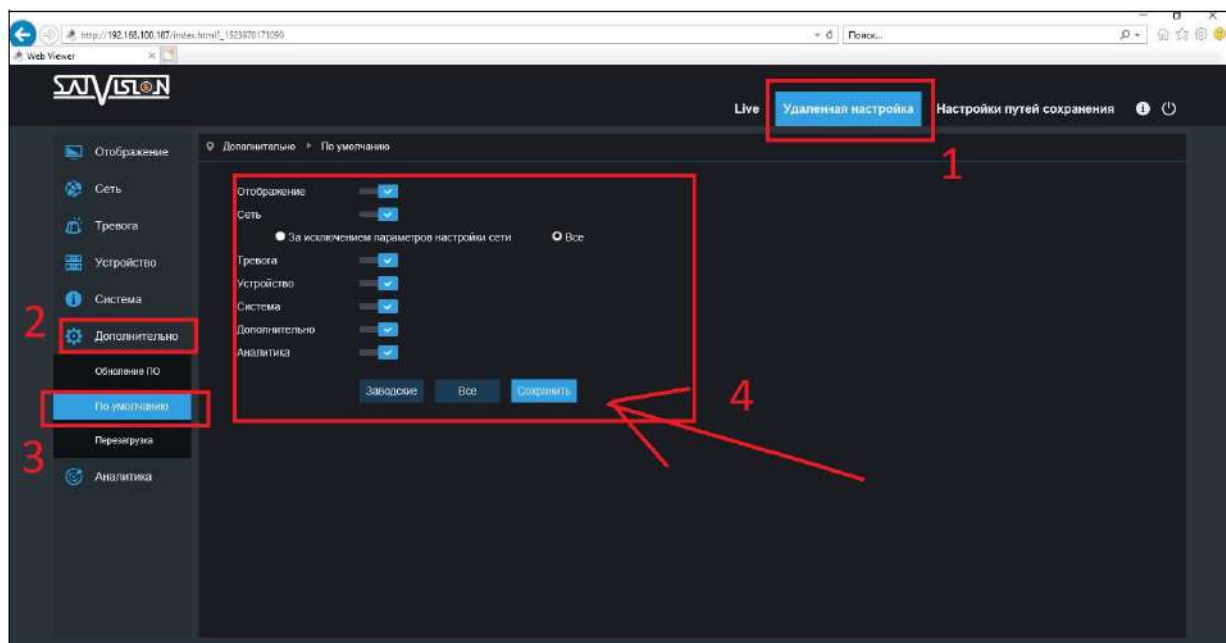 http://192.168.100.187/index.html?_1523970171090
Поиск...
Web Viewer
SATVISION
Live Удаленная настройка Настройки путей сохранения
1
Отображение
Сеть
Тревога
Устройство
Система
2
Дополнительно
Обновление ПО
По умолчанию
3
Перезагрузка
Аналитика
Дополнительно По умолчанию
Отображение
Сеть
За исключением параметров настройки сети Все
Тревога
Устройство
Система
Дополнительно
Аналитика
Заводские Все Сохранить
4